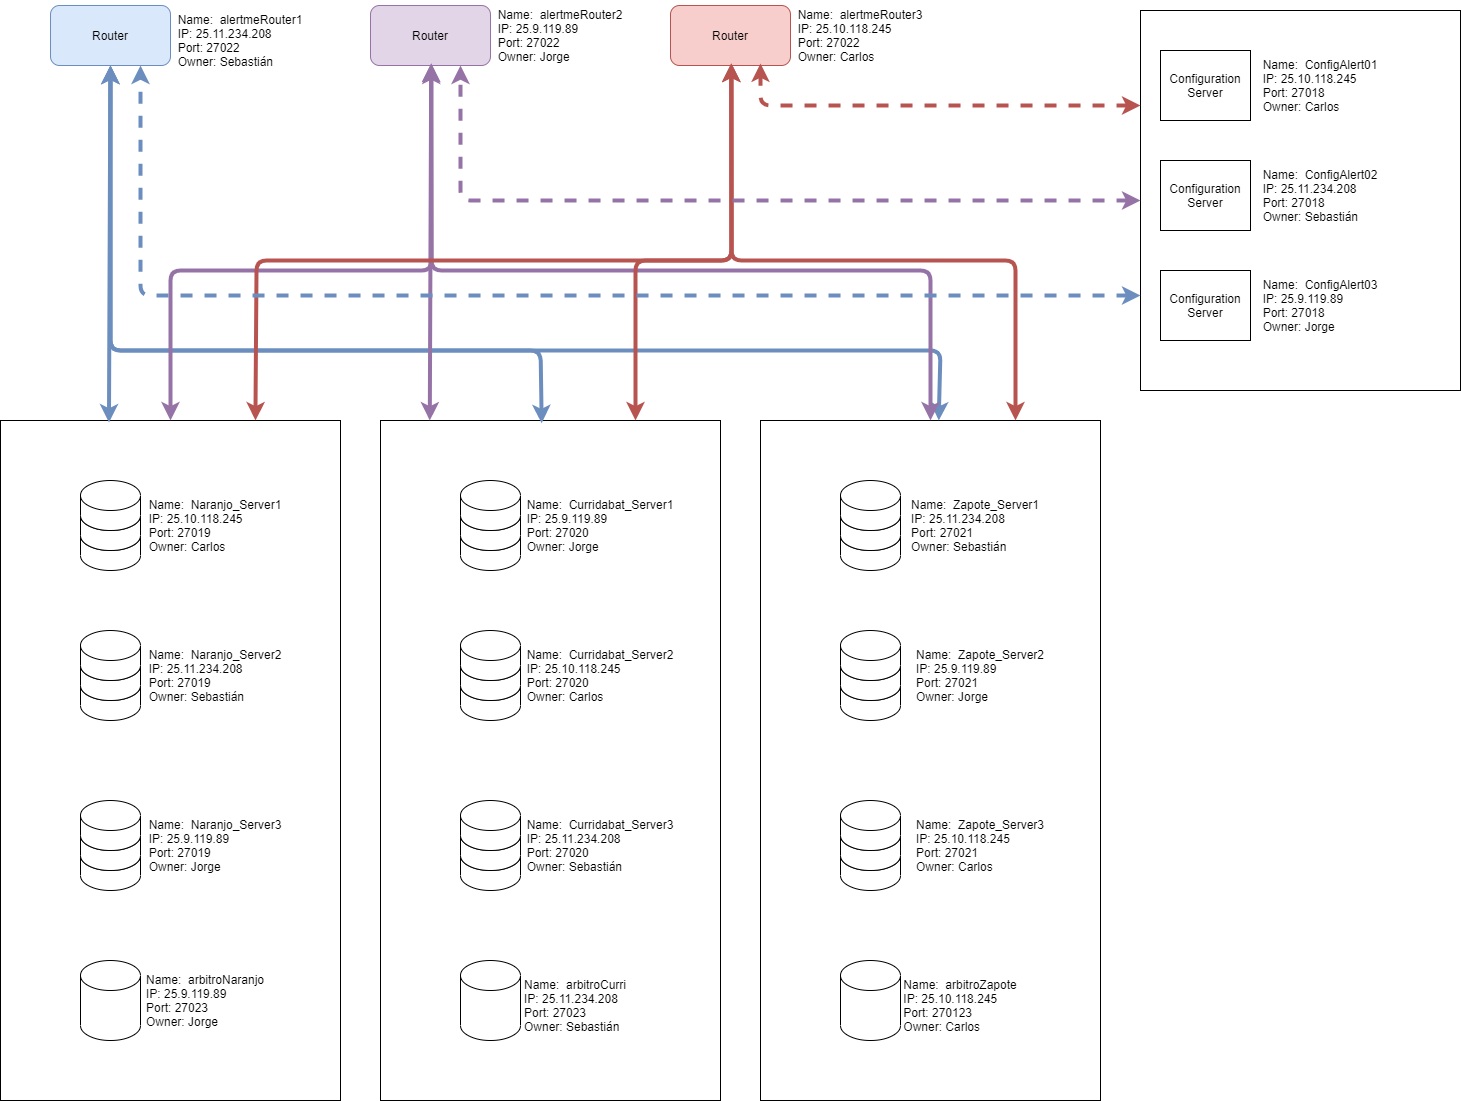 Router
Name:  alertmeRouter1
IP: 25.11.234.208
Port: 27022
Owner: Sebastián
Router
Name:  alertmeRouter2
IP: 25.9.119.89
Port: 27022
Owner: Jorge
Router
Name:  alertmeRouter3
IP: 25.10.118.245
Port: 27022
Owner: Carlos
Configuration
Server
Name:  ConfigAlert01
IP: 25.10.118.245
Port: 27018
Owner: Carlos
Configuration
Server
Name:  ConfigAlert02
IP: 25.11.234.208
Port: 27018
Owner: Sebastián
Configuration
Server
Name:  ConfigAlert03
IP: 25.9.119.89
Port: 27018
Owner: Jorge
Name:  Naranjo_Server1
IP: 25.10.118.245
Port: 27019
Owner: Carlos
Name:  Naranjo_Server2
IP: 25.11.234.208
Port: 27019
Owner: Sebastián
Name:  Naranjo_Server3
IP: 25.9.119.89
Port: 27019
Owner: Jorge
Name:  arbitroNaranjo
IP: 25.9.119.89
Port: 27023
Owner: Jorge
Name:  Curridabat_Server1
IP: 25.9.119.89
Port: 27020
Owner: Jorge
Name:  Curridabat_Server2
IP: 25.10.118.245
Port: 27020
Owner: Carlos
Name:  Curridabat_Server3
IP: 25.11.234.208
Port: 27020
Owner: Sebastián
Name:  arbitroCurri
IP: 25.11.234.208
Port: 27023
Owner: Sebastián
Name:  Zapote_Server1
IP: 25.11.234.208
Port: 27021
Owner: Sebastián
Name:  Zapote_Server2
IP: 25.9.119.89
Port: 27021
Owner: Jorge
Name:  Zapote_Server3
IP: 25.10.118.245
Port: 27021
Owner: Carlos
Name:  arbitroZapote
IP: 25.10.118.245
Port: 270123
Owner: Carlos